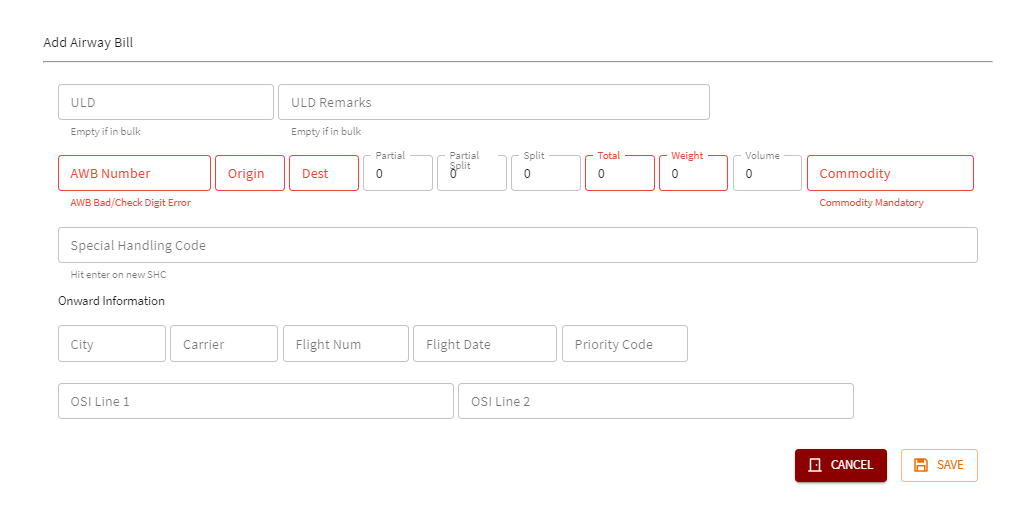 Add Airway Bill
ULD
ULD Remarks
Empty if in bulk
Empty if in bulk
Partial
Partial Split
Split
Total
Weight
Volume
AWB Number
Origin
Dest
0
0
0
0
0
0
Commodity
AWB Bad/Check Digit Error
Commodity Mandatory
Special Handling Code
Hit enter on new SHC
Onward Information
City
Carrier
Flight Num
Flight Date
Priority Code
OSI Line 1
OSI Line 2
CANCEL
SAVE